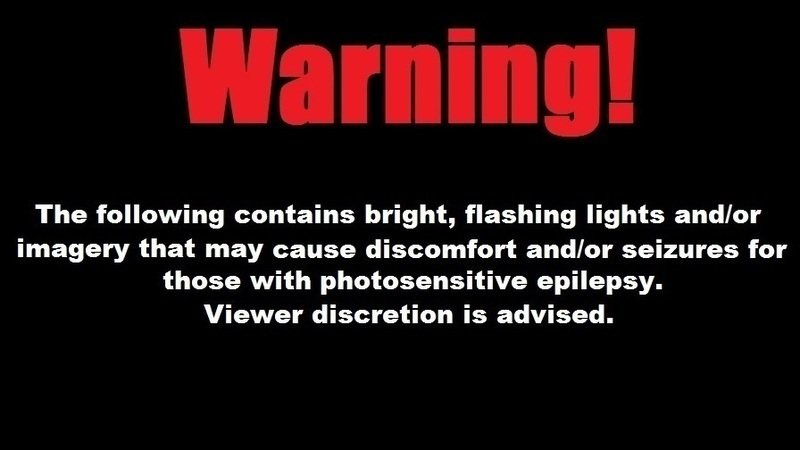 Warning!
The following contains bright, flashing lights and/or
imagery that may cause discomfort and/or seizures for
those with photosensitive epilepsy.
Viewer discretion is advised.